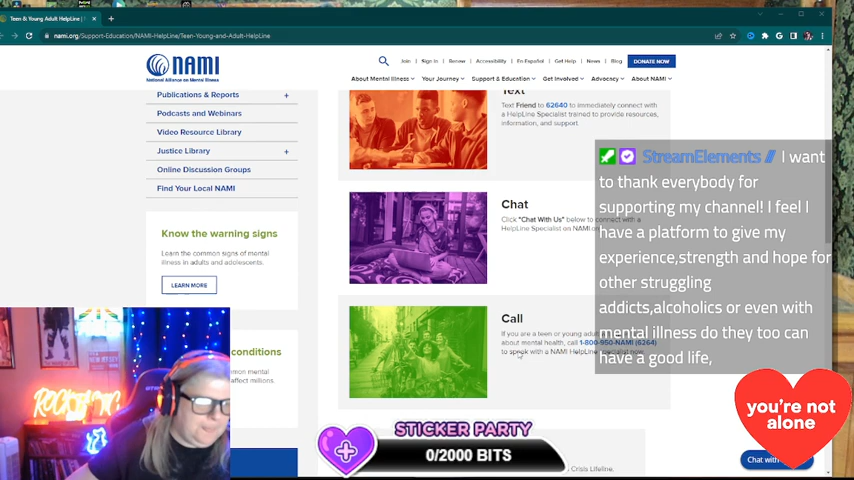 Teen & Young Adult HelpLine |
nami.org/Support-Education/NAMI-HelpLine/Teen-Young-and-Adult-HelpLine
NAMI
National Alliance on Mental Illness
Join
Sign In
Renew
Accessibility
En Español
Get Help
News
Blog
DONATE NOW
About Mental Illness
Your Journey
Support & Education
Get Involved
Advocacy
About NAMI
Publications & Reports +
Podcasts and Webinars
Video Resource Library
Justice Library +
Online Discussion Groups
Find Your Local NAMI
Know the warning signs
Learn the common signs of mental
illness in adults and adolescents.
LEARN MORE
conditions
mental
affect millions.
Text
Text Friend to 62640 to immediately connect
with a HelpLine Specialist trained to provide resources,
information, and support
Chat
Click "Chat With Us" below to connect with a
HelpLine Specialist on NAMI
Call
If you are a teen or young
about mental health, call 1-800-950-NAMI (6264)
to speak with a NAMI HelpLine Specialist now
Crisis Lifeline.
StreamElements // I want
to thank everybody for
supporting my channel! I feel I
have a platform to give my
experience,strength and hope for
other struggling
addicts,alcoholics or even with
mental illness do they too can
have a good life,
you're not
alone
Chat with
STICKER PARTY
0/2000 BITS